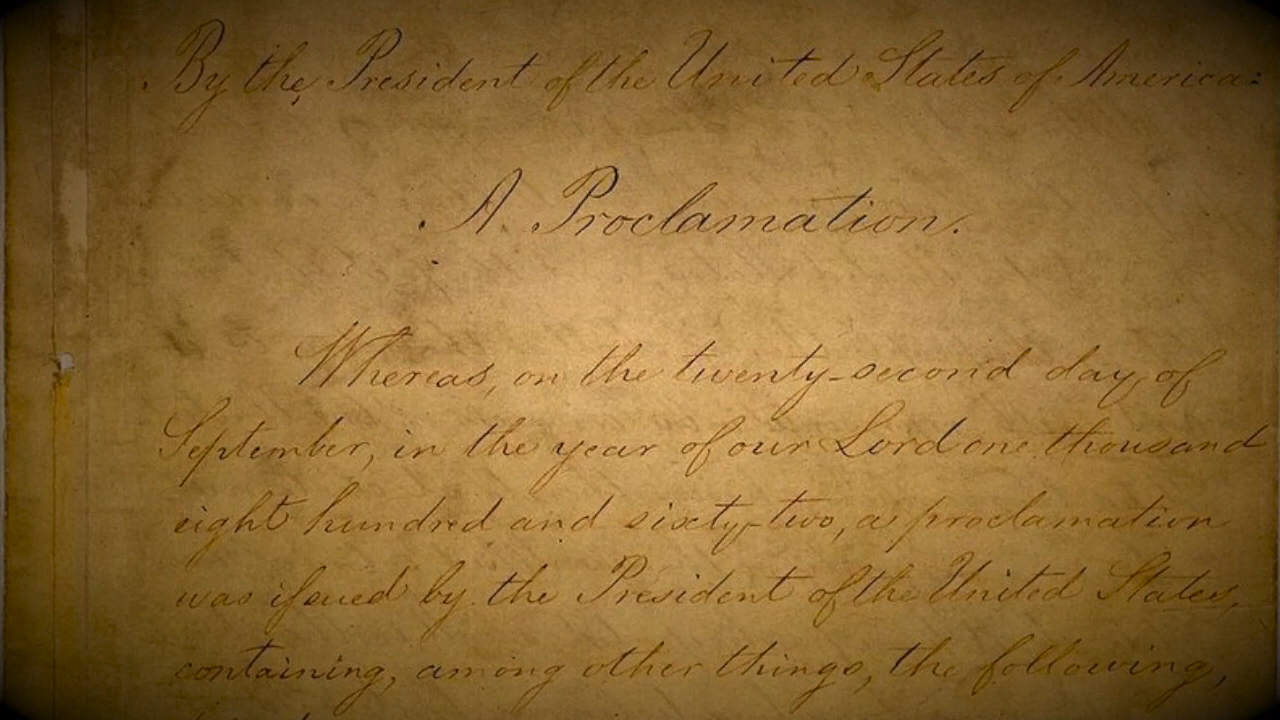 By the President of the United States of America:
A Proclamation.
Whereas, on the twenty-second day of
September, in the year of our Lord one thousand
eight hundred and sixty-two, a proclamation
was issued by the President of the United States,
containing, among other things, the following,